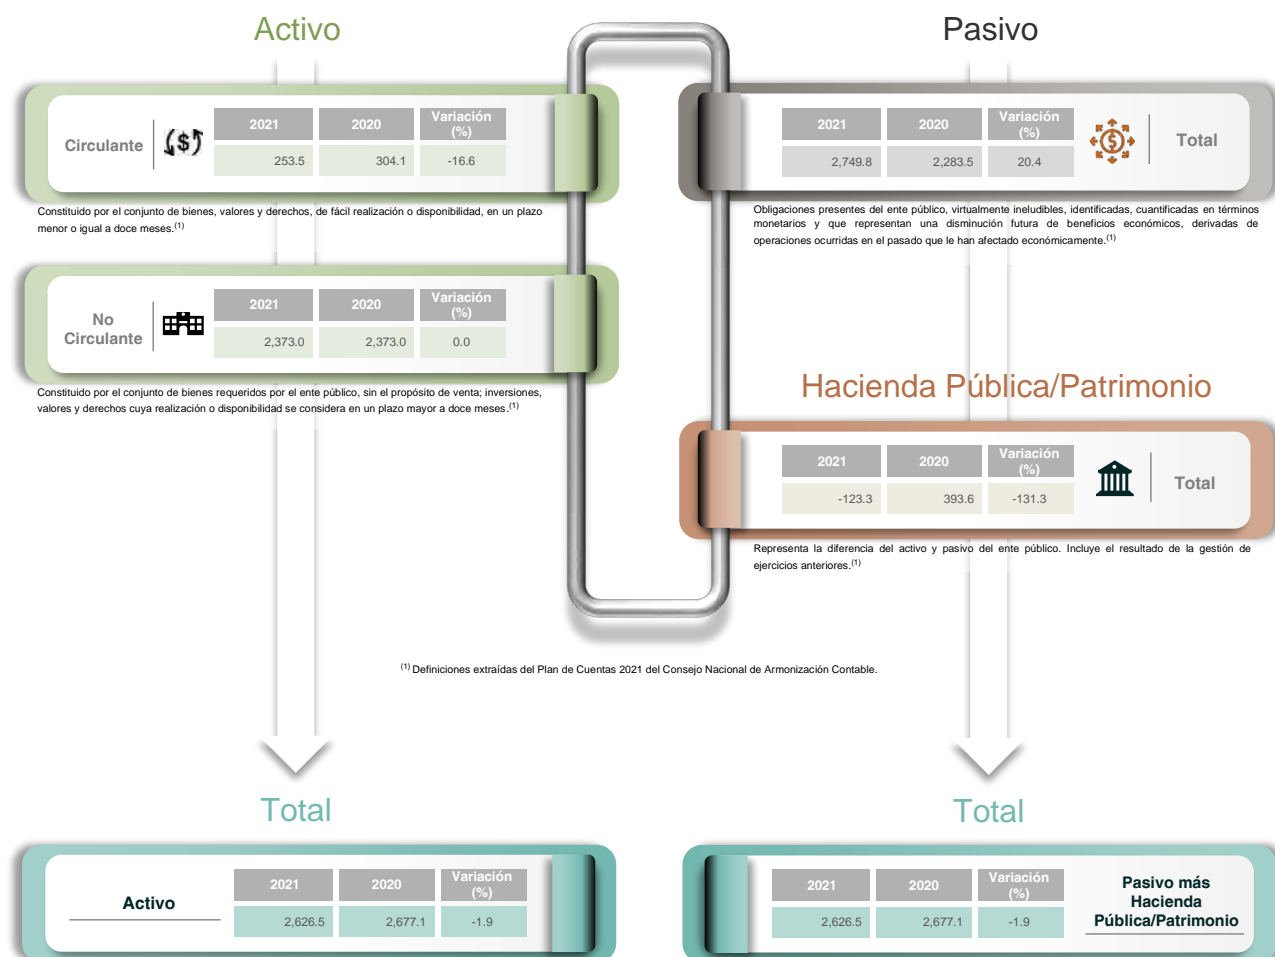 Activo
Circulante
2021 2020 Variación (%)
253.5 304.1 -16.6
Constituido por el conjunto de bienes, valores y derechos, de fácil realización o disponibilidad, en un plazo
menor o igual a doce meses.(1)
No
Circulante
2021 2020 Variación (%)
2,373.0 2,373.0 0.0
Constituido por el conjunto de bienes requeridos por el ente público, sin el propósito de venta; inversiones,
valores y derechos cuya realización o disponibilidad se considera en un plazo mayor a doce meses.(1)
Pasivo
2021 2020 Variación (%)
2,749.8 2,283.5 20.4
Total
Obligaciones presentes del ente público, virtualmente ineludibles, identificadas, cuantificadas en términos
monetarios y que representan una disminución futura de beneficios económicos, derivadas de
operaciones ocurridas en el pasado que le han afectado económicamente.(1)
Hacienda Pública/Patrimonio
2021 2020 Variación (%)
-123.3 393.6 -131.3
Total
Representa la diferencia del activo y pasivo del ente público. Incluye el resultado de la gestión de
ejercicios anteriores.(1)
(1) Definiciones extraídas del Plan de Cuentas 2021 del Consejo Nacional de Armonización Contable.
Total
Activo
2021 2020 Variación (%)
2,626.5 2,677.1 -1.9
Total
2021 2020 Variación (%)
2,626.5 2,677.1 -1.9
Pasivo más
Hacienda
Pública/Patrimonio